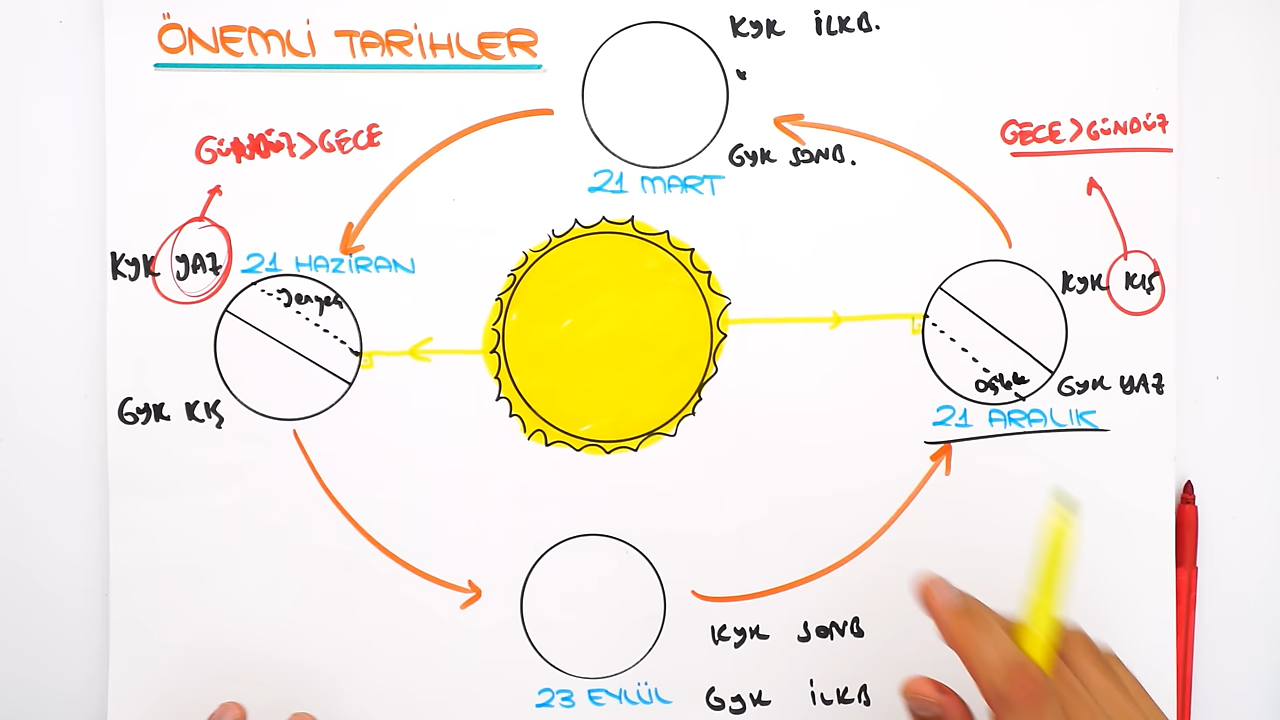 ÖNEMLİ TARİHLER
KYK İLKB.
GYK SONB.
21 MART
GÜNDÜZ>GECE
GECE>GÜNDÜZ
KYK YAZ
21 HAZİRAN
Yengeç
GYK KIŞ
KYK KIŞ
Oğlak
GYK YAZ
21 ARALIK
KYK SONB
23 EYLÜL
GYK İLKB